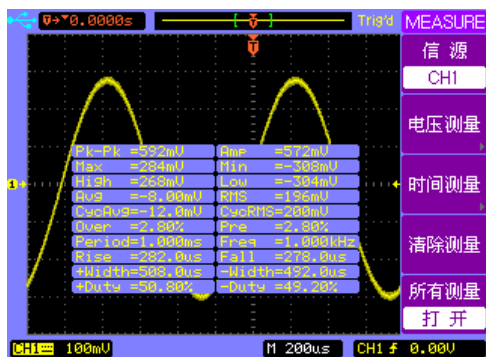 0.0000s Trig'd MEASURE
信 源
CH1
电压测量
时间测量
清除测量
所有测量
打 开
Pk-Pk =592mV Amp =572mV
Max =284mV Min =-308mV
High =268mV Low =-304mV
Avg =-8.00mV RMS =196mV
CycAvg=-12.0mV CycRMS=200mV
Over =2.80% Pre =2.80%
Period=1.000ms Freq =1.000kHz
Rise =282.0us Fall =278.0us
+Width=508.0us -Width=492.0us
+Duty =50.80% -Duty =49.20%
CH1 100mV M 200us CH1 0.00V